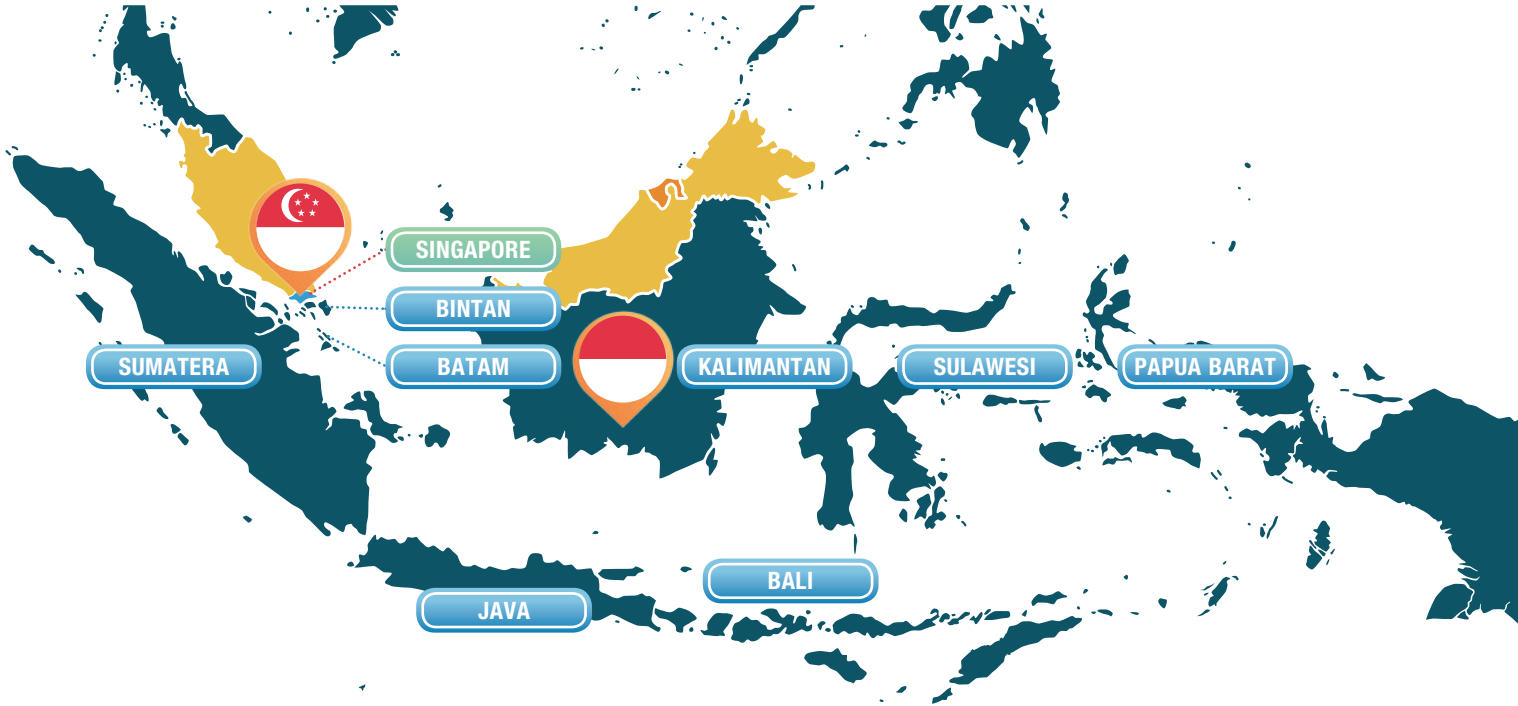 SINGAPORE
BINTAN
SUMATERA
BATAM
KALIMANTAN
SULAWESI
PAPUA BARAT
BALI
JAVA